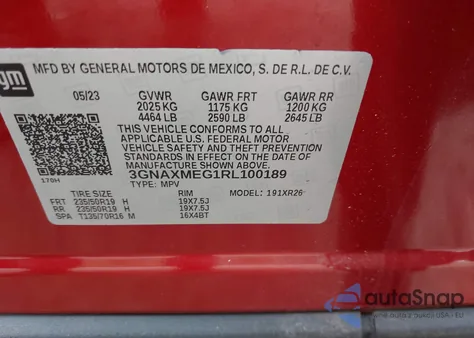 gm
MFD BY GENERAL MOTORS DE MEXICO, S. DE R.L. DE C.V.
05/23 GVWR GAWR FRT GAWR RR
2025 KG 1175 KG 1200 KG
4464 LB 2590 LB 2645 LB
THIS VEHICLE CONFORMS TO ALL
APPLICABLE U.S. FEDERAL MOTOR
VEHICLE SAFETY, BUMPER, AND THEFT
PREVENTION STANDARDS IN EFFECT ON THE
DATE OF MANUFACTURE SHOWN ABOVE.
3GNAXMEG1RL100189
TYPE: MPV MODEL: 191XR26
TIRE SIZE RIM
FRT 235/50R19 H 19X7.5J
RR 235/50R19 H 19X7.5J
SPA T135/70R16 M 16X4BT
autoSnap